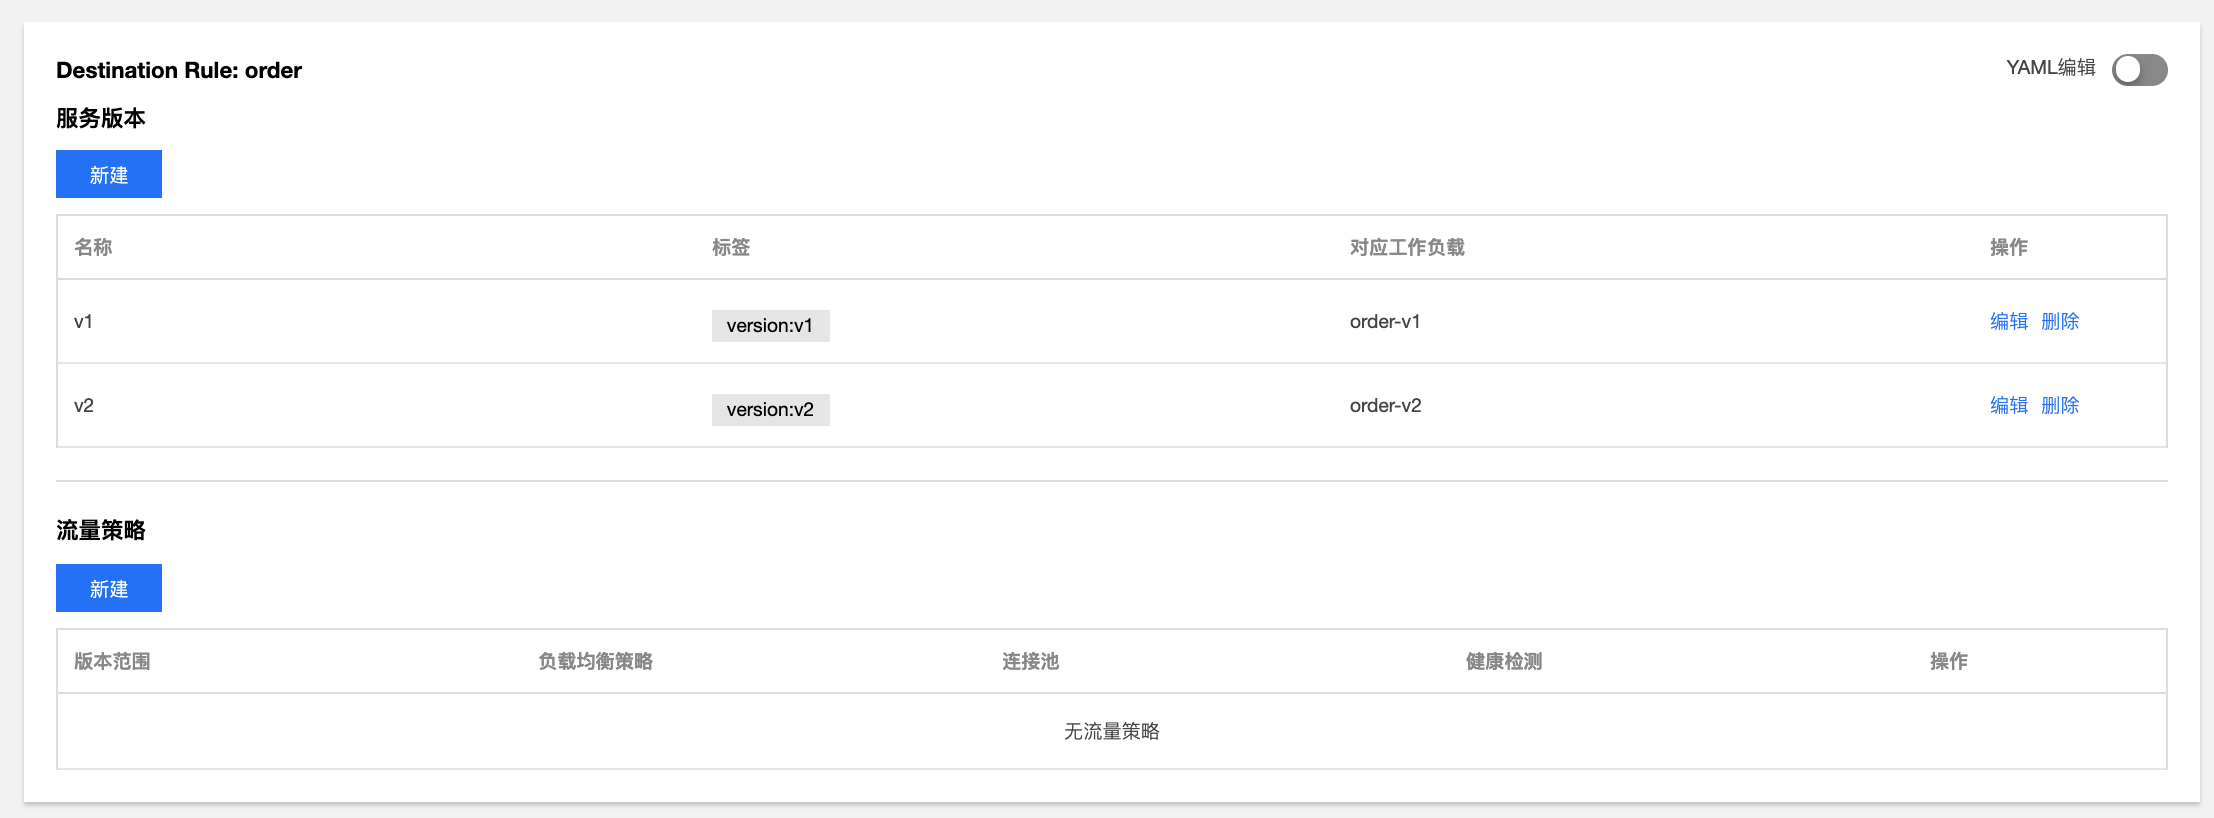 Destination Rule: order
YAML编辑
服务版本
新建
名称 标签 对应工作负载 操作
v1 version:v1 order-v1 编辑 删除
v2 version:v2 order-v2 编辑 删除
流量策略
新建
版本范围 负载均衡策略 连接池 健康检测 操作
无流量策略